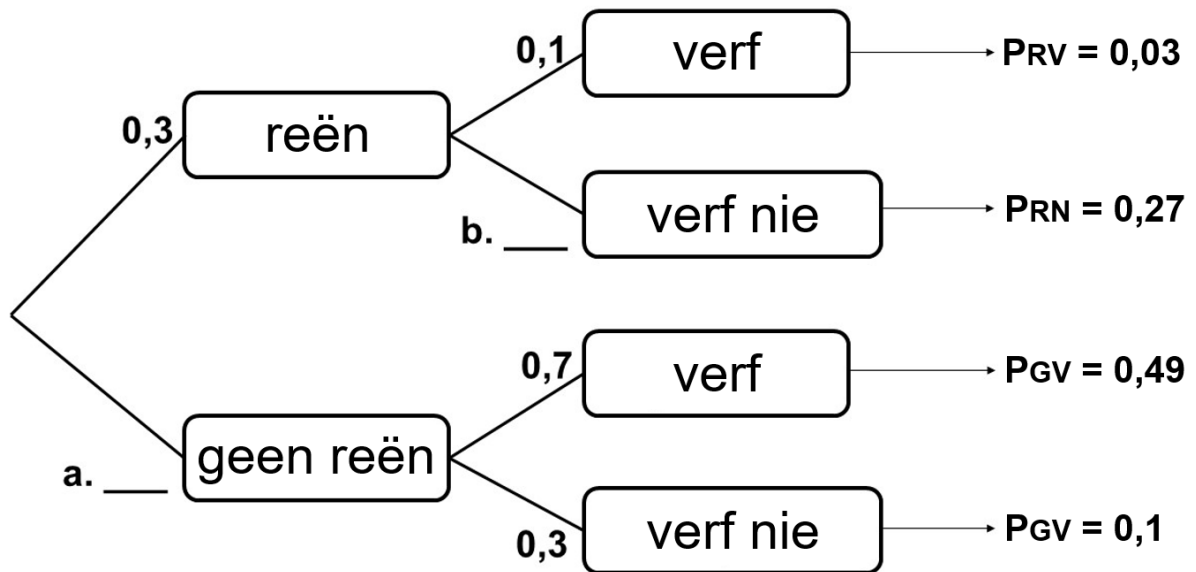 0,1 verf PRV = 0,03
0,3 reën
b. ___ verf nie PRN = 0,27
0,7 verf PGV = 0,49
a. ___ geen reën
0,3 verf nie PGV = 0,1